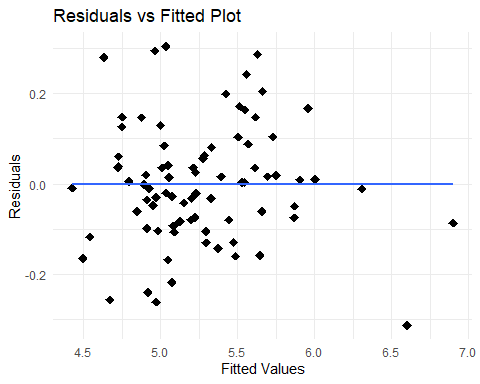 Residuals vs Fitted Plot
0.2
0.0
-0.2
Residuals
4.5 5.0 5.5 6.0 6.5 7.0
Fitted Values